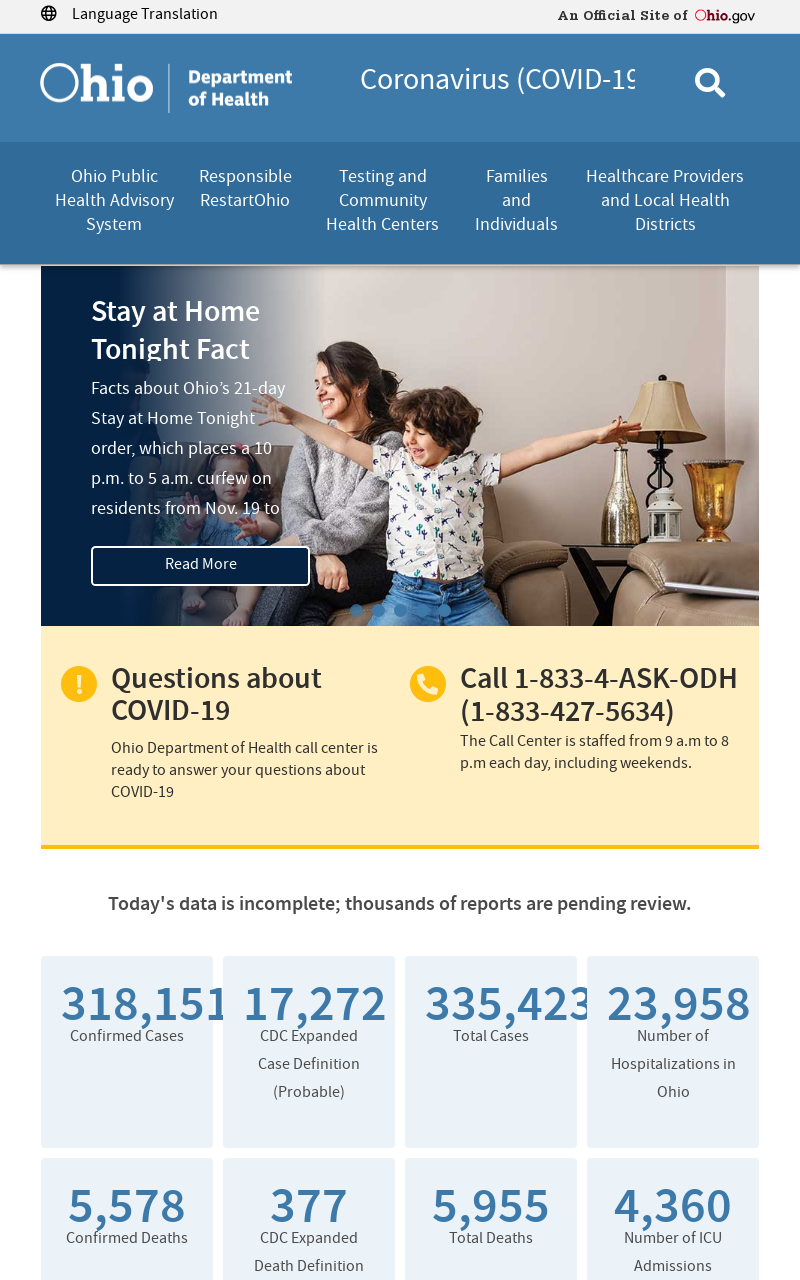 Language Translation
An Official Site of Ohio.gov
Ohio
Department
of Health
Coronavirus (COVID-19
Ohio Public
Health Advisory
System
Responsible
RestartOhio
Testing and
Community
Health Centers
Families
and
Individuals
Healthcare Providers
and Local Health
Districts
Stay at Home
Tonight Fact
Facts about Ohio’s 21-day
Stay at Home Tonight
order, which places a 10
p.m. to 5 a.m. curfew on
residents from Nov. 19 to
Read More
Questions about
COVID-19
Ohio Department of Health call center is
ready to answer your questions about
COVID-19
Call 1-833-4-ASK-ODH
(1-833-427-5634)
The Call Center is staffed from 9 a.m to 8
p.m each day, including weekends.
Today's data is incomplete; thousands of reports are pending review.
318,151
Confirmed Cases
17,272
CDC Expanded
Case Definition
(Probable)
335,423
Total Cases
23,958
Number of
Hospitalizations in
Ohio
5,578
Confirmed Deaths
377
CDC Expanded
Death Definition
5,955
Total Deaths
4,360
Number of ICU
Admissions